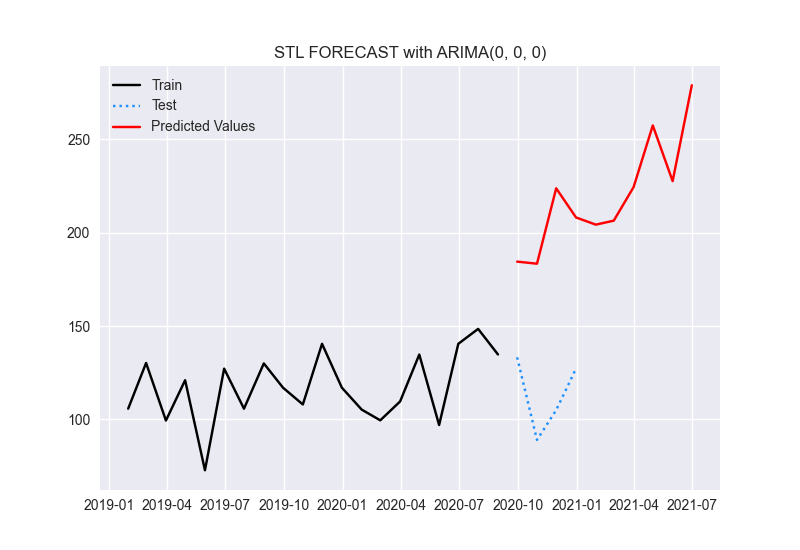 STL FORECAST with ARIMA(0, 0, 0)
Train
Test
Predicted Values
250
200
150
100
2019-01 2019-04 2019-07 2019-10 2020-01 2020-04 2020-07 2020-10 2021-01 2021-04 2021-07